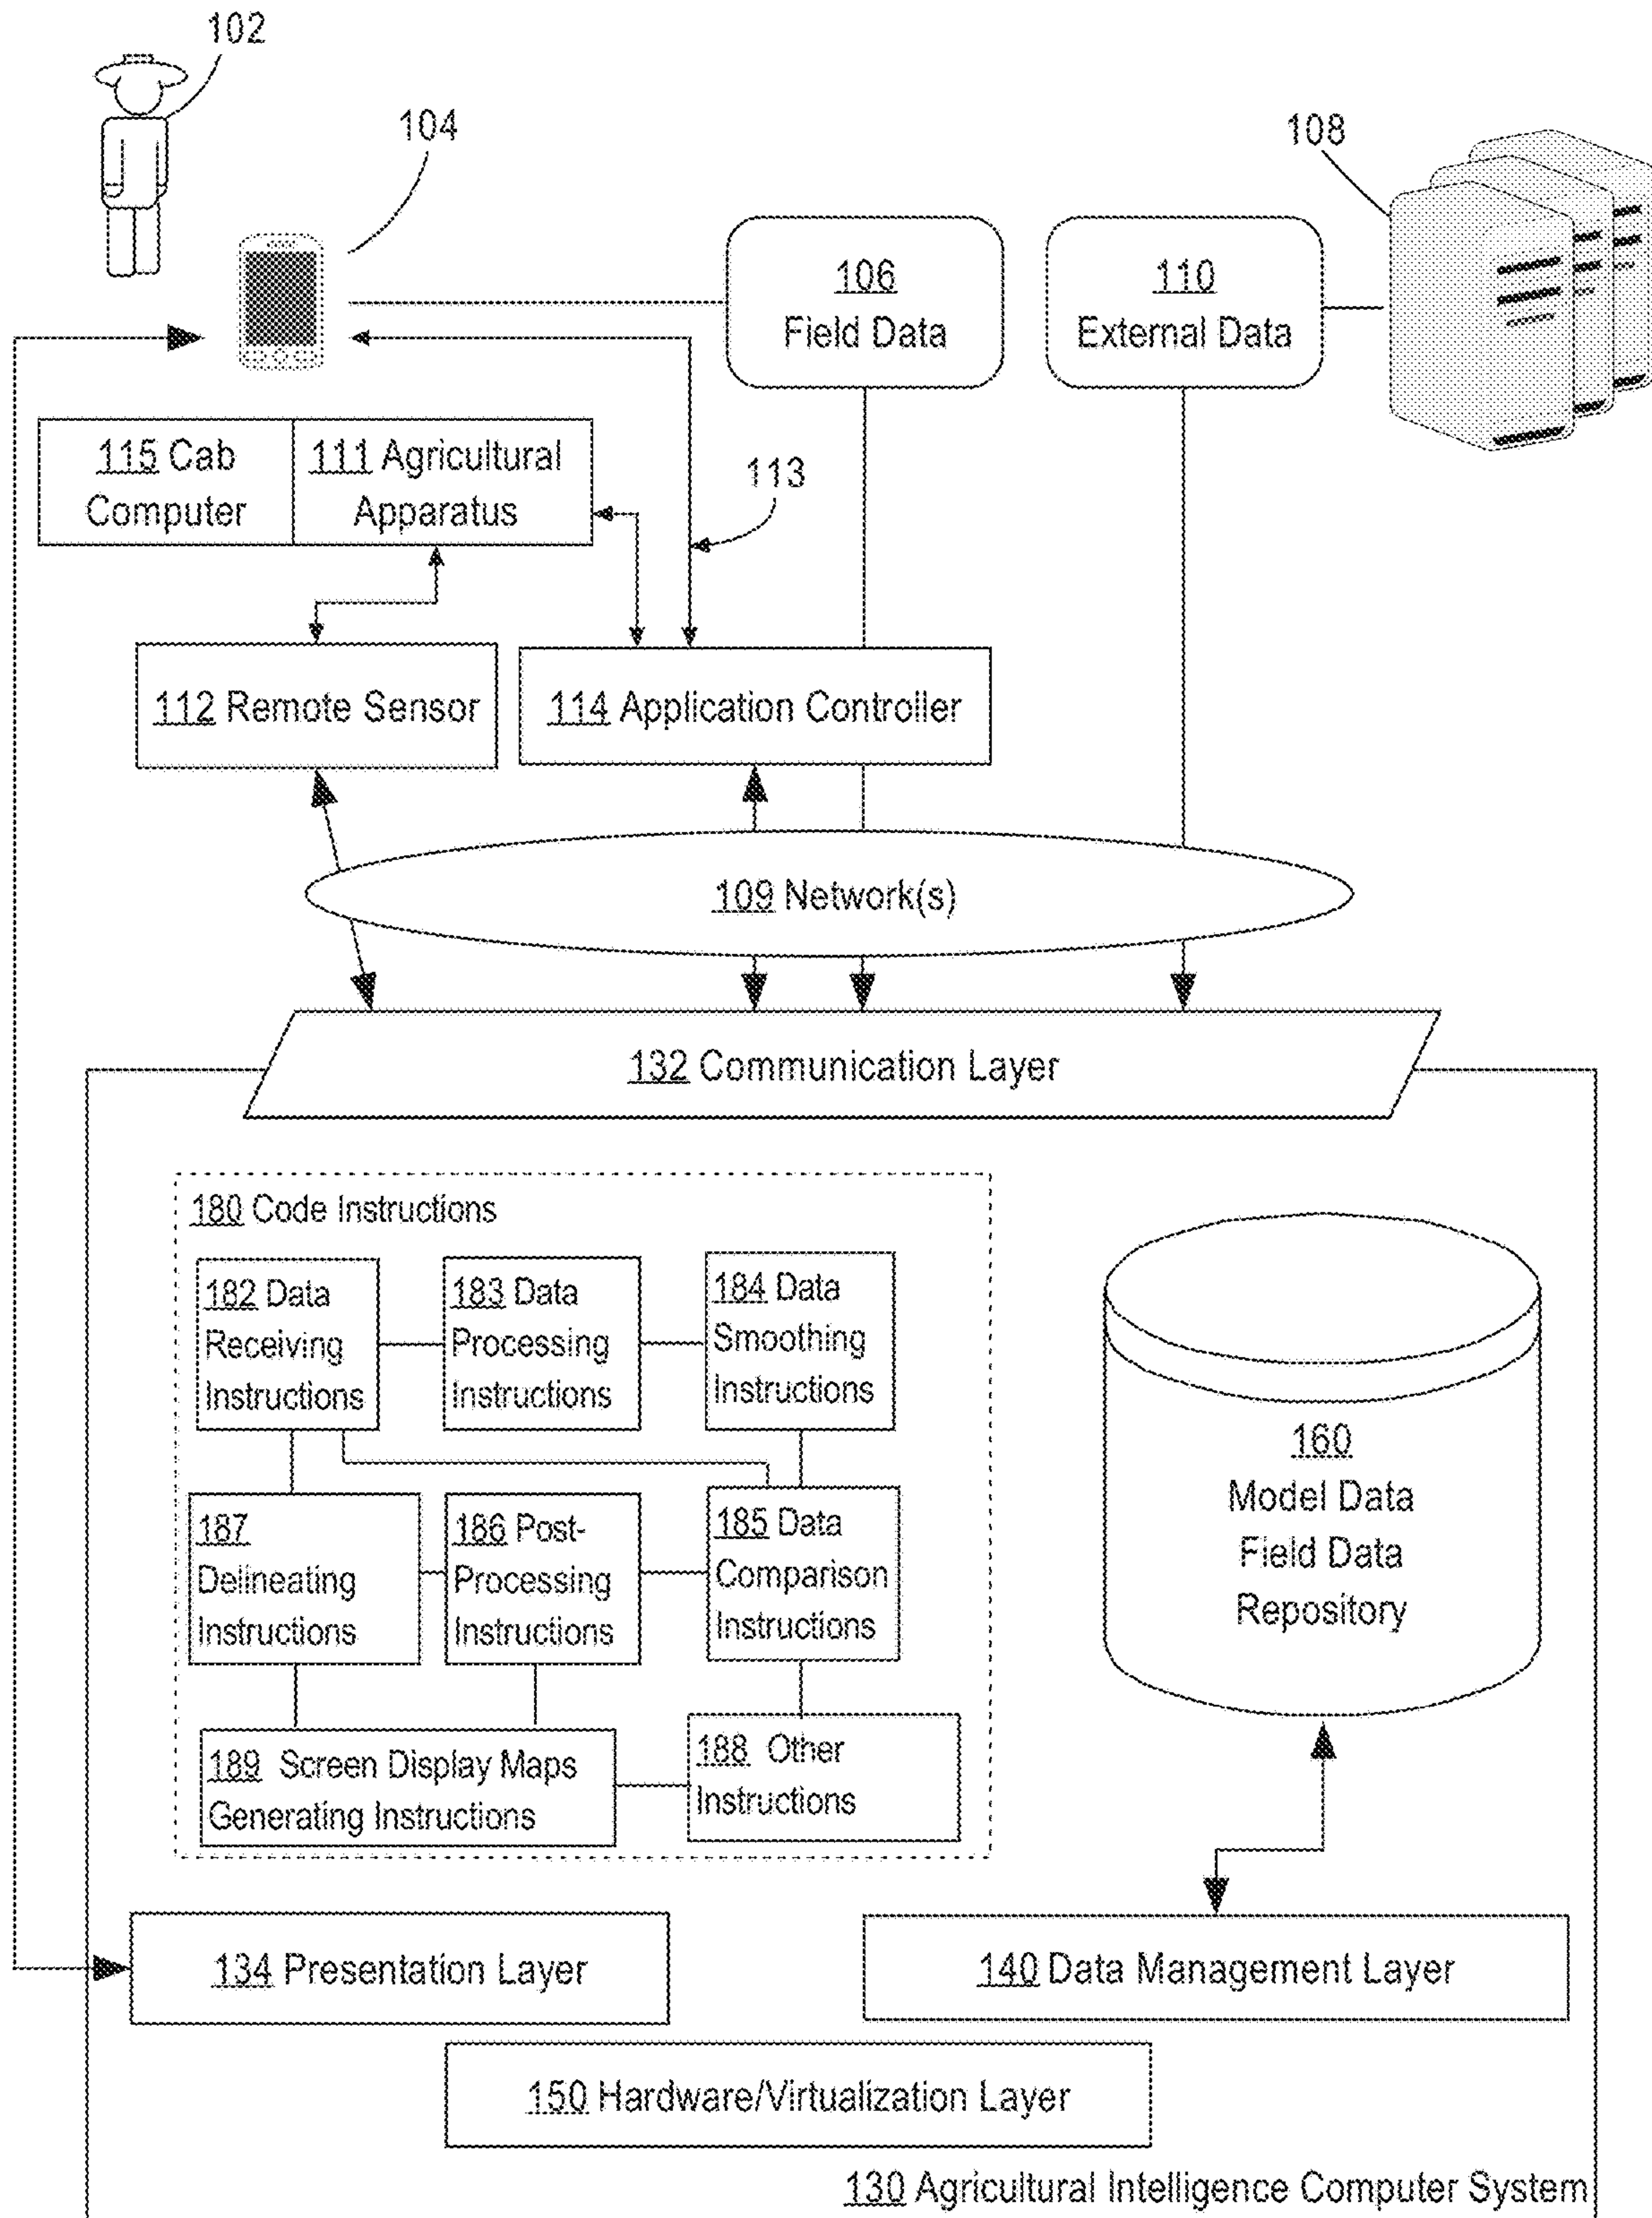 102
104
108
106
Field Data
110
External Data
115 Cab
Computer
111 Agricultural
Apparatus
113
112 Remote Sensor
114 Application Controller
109 Network(s)
132 Communication Layer
180 Code Instructions
182 Data
Receiving
Instructions
183 Data
Processing
Instructions
184 Data
Smoothing
Instructions
187
Delineating
Instructions
186 Post-
Processing
Instructions
185 Data
Comparison
Instructions
189 Screen Display Maps
Generating Instructions
188 Other
Instructions
160
Model Data
Field Data
Repository
134 Presentation Layer
140 Data Management Layer
150 Hardware/Virtualization Layer
130 Agricultural Intelligence Computer System